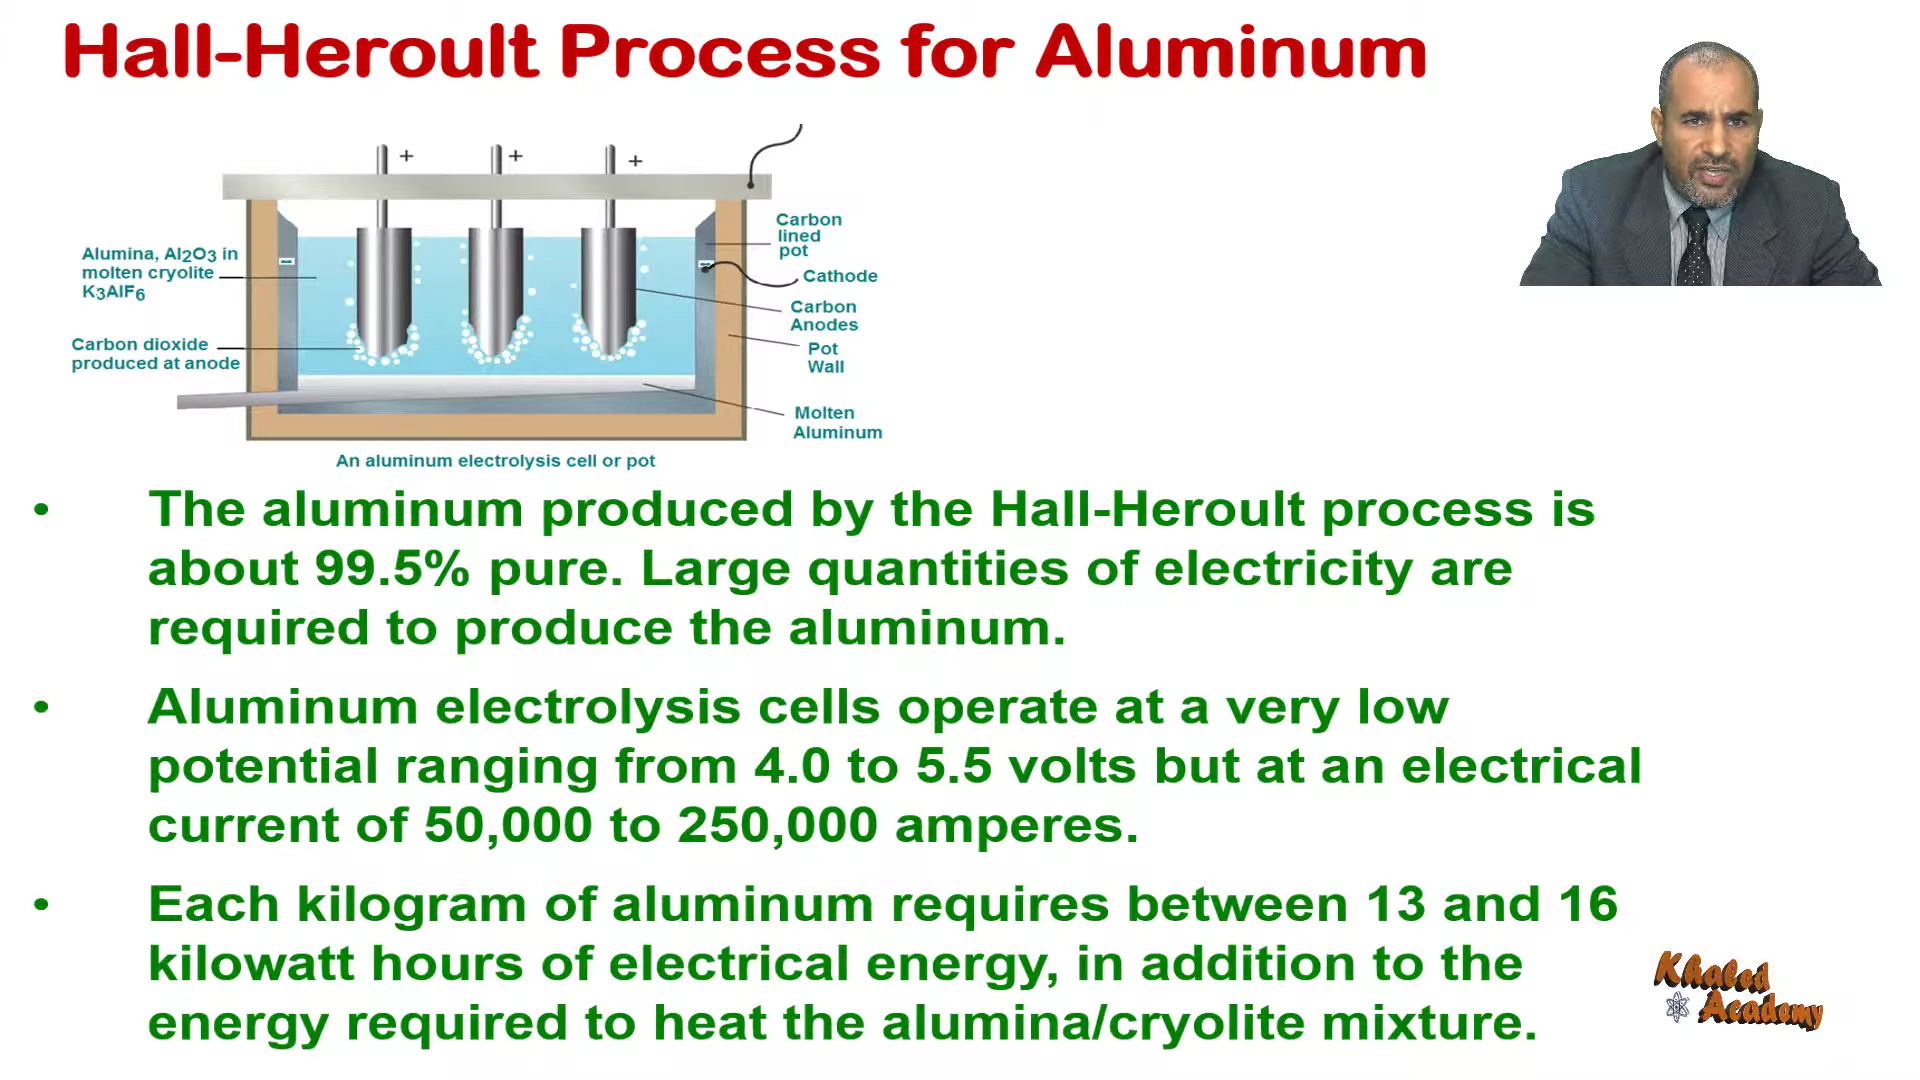 Hall-Heroult Process for Aluminum
+ + +
Alumina, Al2O3 in
molten cryolite
K3AlF6
Carbon dioxide
produced at anode
Carbon
lined
pot
Cathode
Carbon
Anodes
Pot
Wall
Molten
Aluminum
An aluminum electrolysis cell or pot
• The aluminum produced by the Hall-Heroult process is
about 99.5% pure. Large quantities of electricity are
required to produce the aluminum.
• Aluminum electrolysis cells operate at a very low
potential ranging from 4.0 to 5.5 volts but at an electrical
current of 50,000 to 250,000 amperes.
• Each kilogram of aluminum requires between 13 and 16
kilowatt hours of electrical energy, in addition to the
energy required to heat the alumina/cryolite mixture.
Khaled
Academy